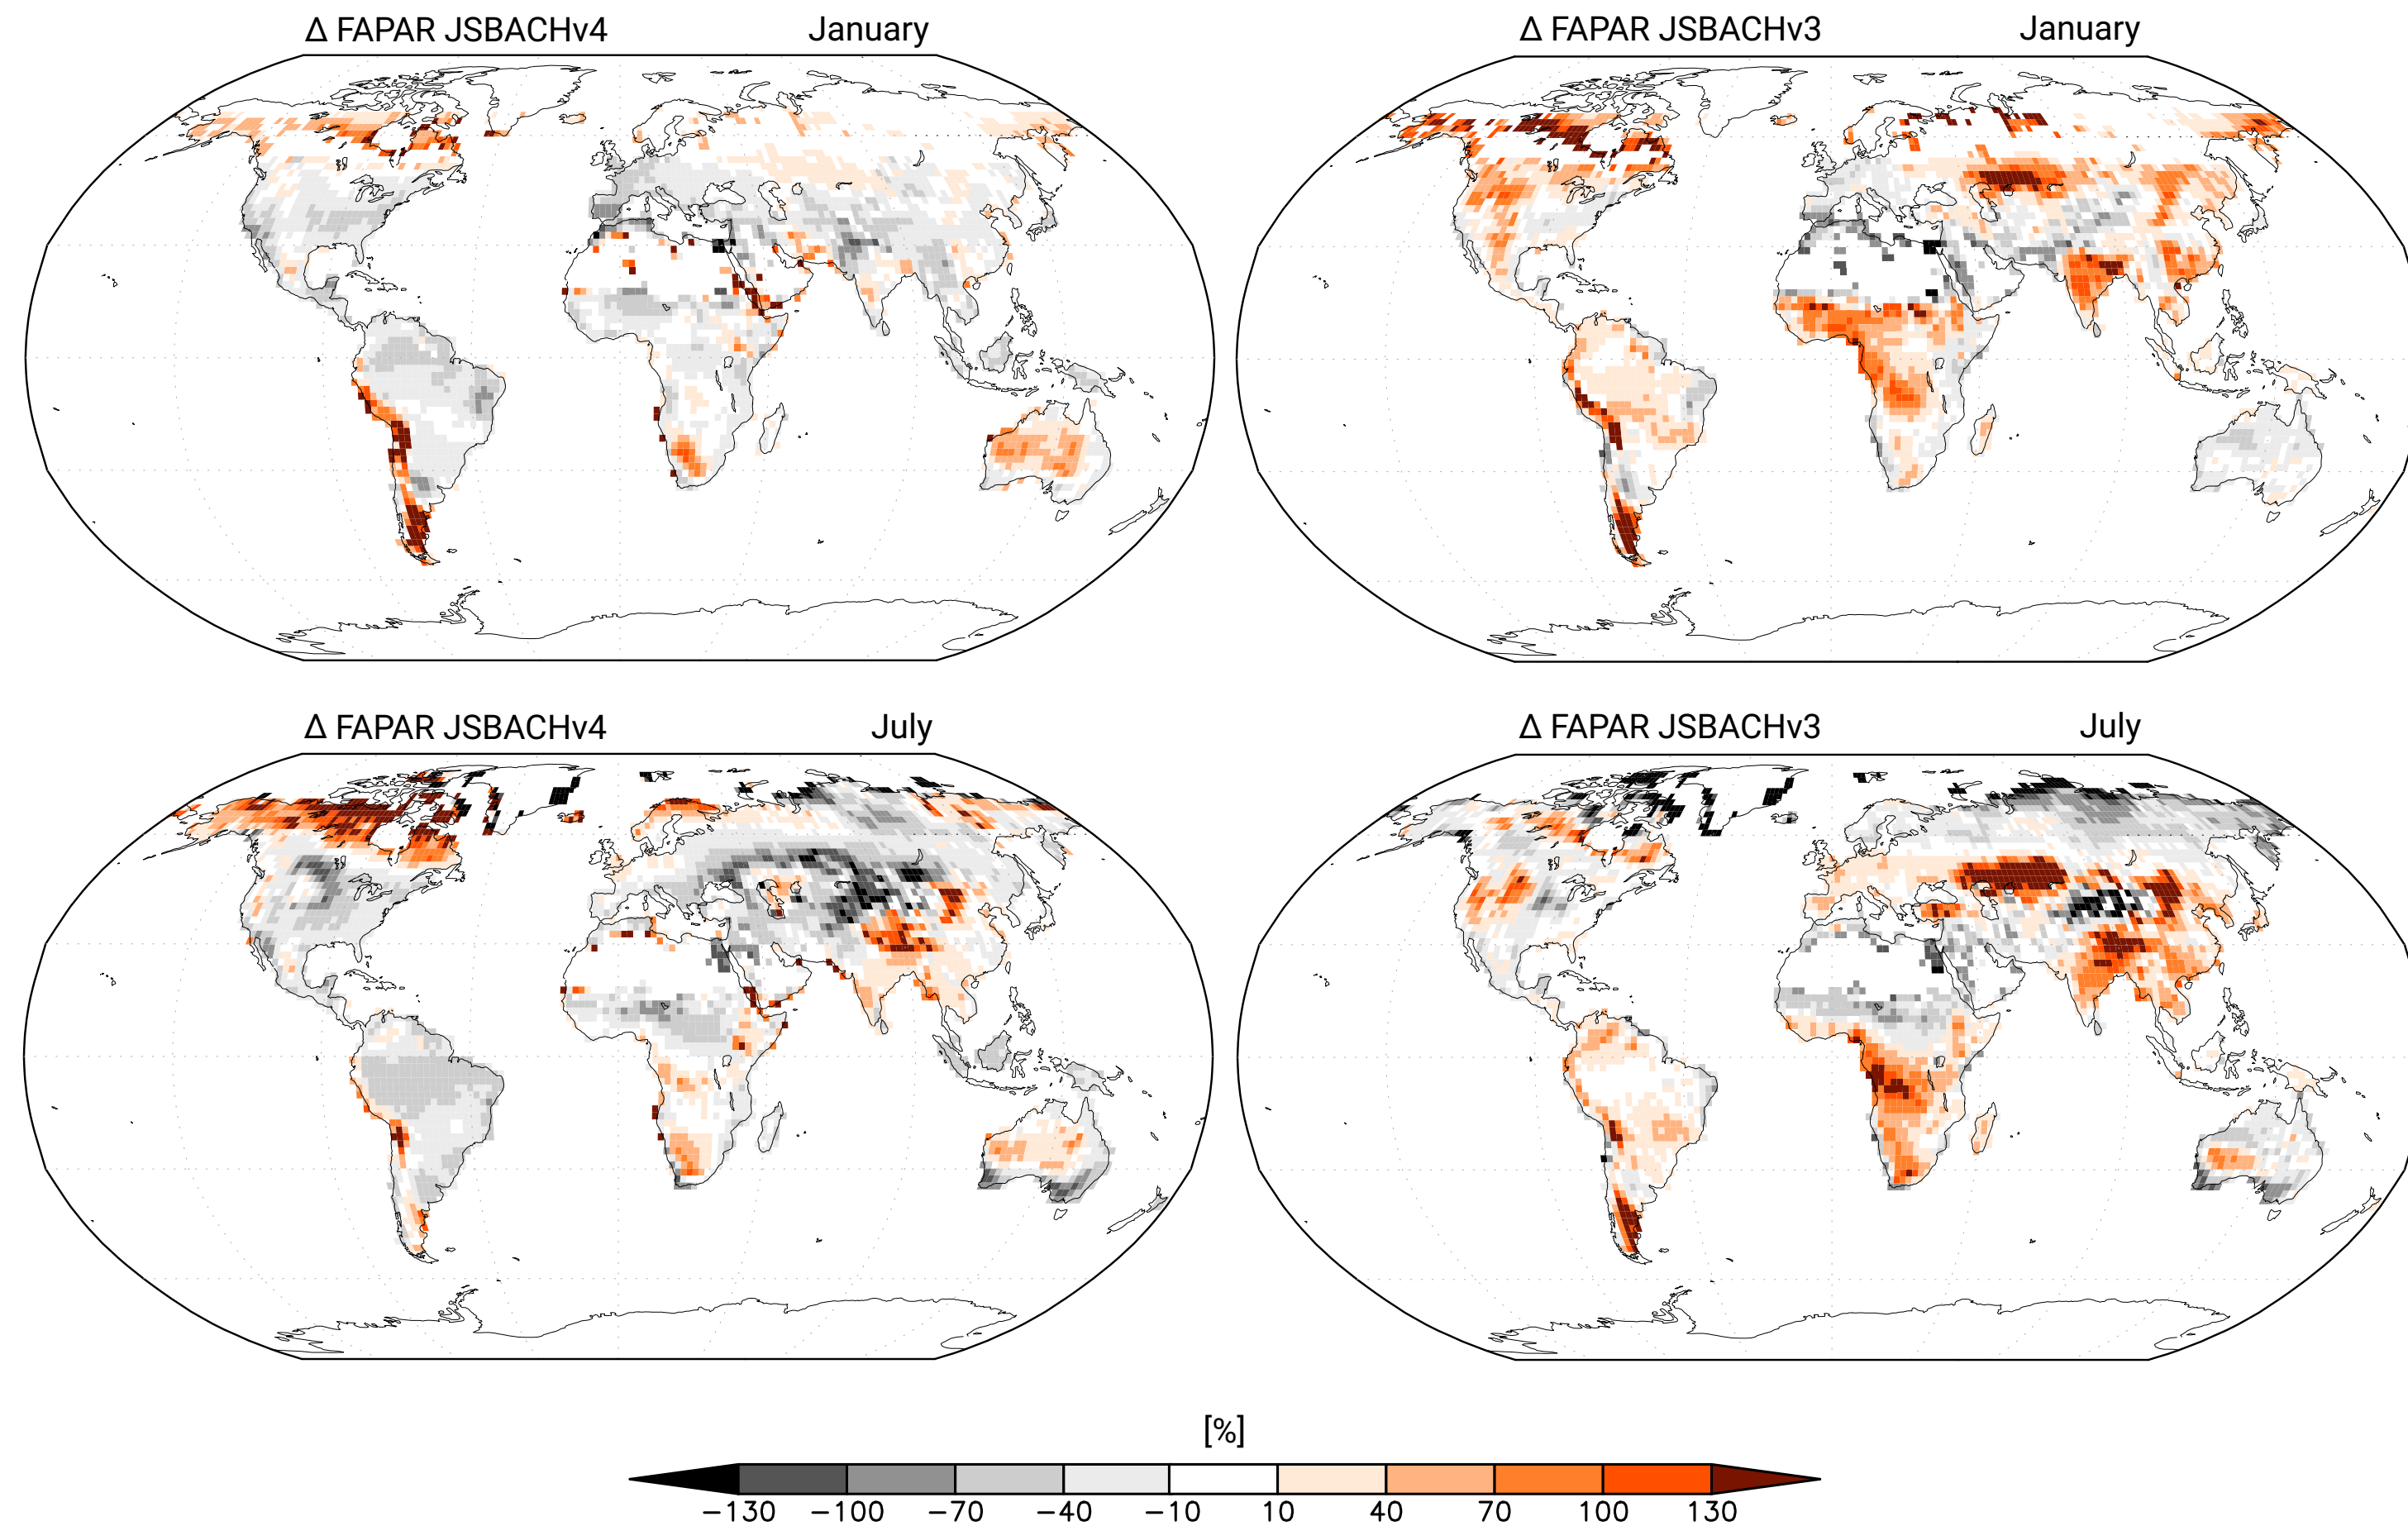 Δ FAPAR JSBACHv4 January
Δ FAPAR JSBACHv3 January
Δ FAPAR JSBACHv4 July
Δ FAPAR JSBACHv3 July
[%]
−130 −100 −70 −40 −10 10 40 70 100 130